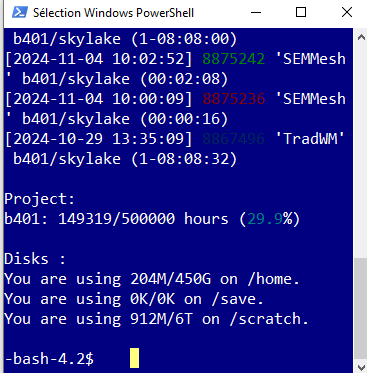 Sélection Windows PowerShell
b401/skylake (1-08:08:00)
[2024-11-04 10:02:52] 8875242 'SEMMesh
' b401/skylake (00:02:08)
[2024-11-04 10:00:09] 8875236 'SEMMesh
' b401/skylake (00:00:16)
[2024-10-29 13:35:09] 8867496 'TradWM'
b401/skylake (1-08:08:32)
Project:
b401: 149319/500000 hours (29.9%)
Disks :
You are using 204M/450G on /home.
You are using 0K/0K on /save.
You are using 912M/6T on /scratch.
-bash-4.2$